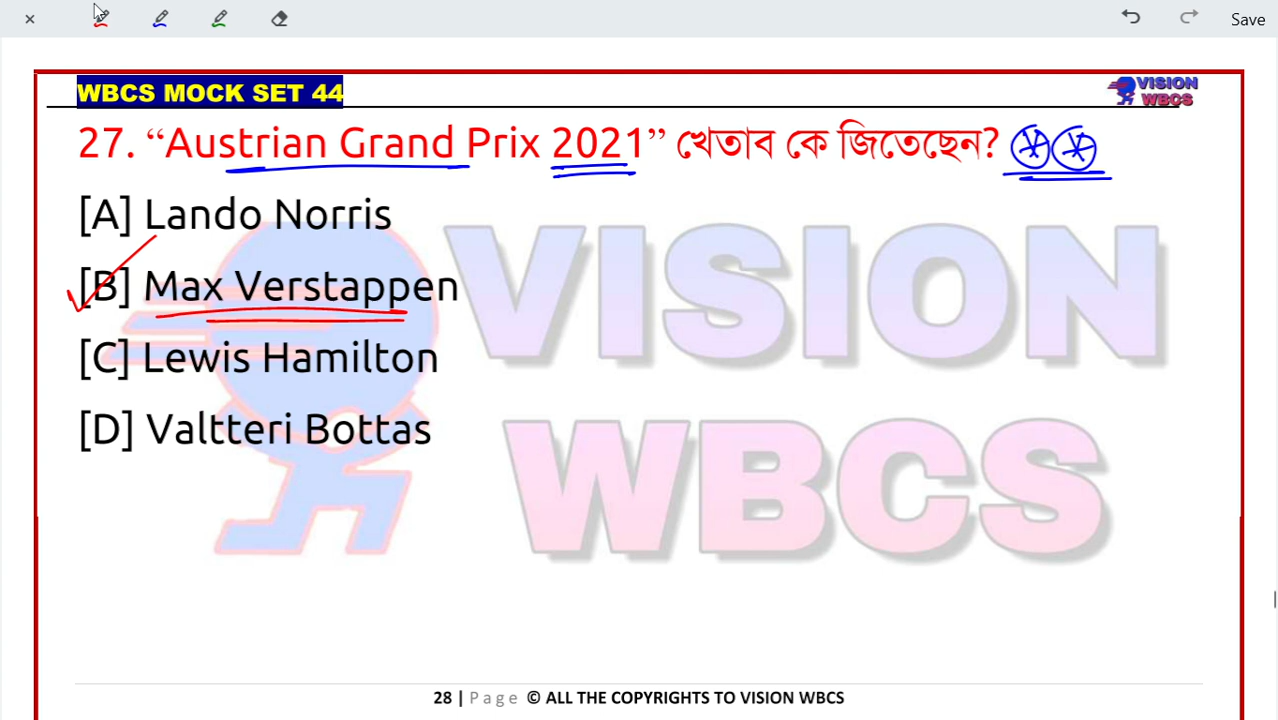 Save
WBCS MOCK SET 44
VISION
WBCS
27. “Austrian Grand Prix 2021” খেতাব কে জিতেছেন?
[A] Lando Norris
[B] Max Verstappen
[C] Lewis Hamilton
[D] Valtteri Bottas
VISION
WBCS
28 | Page © ALL THE COPYRIGHTS TO VISION WBCS